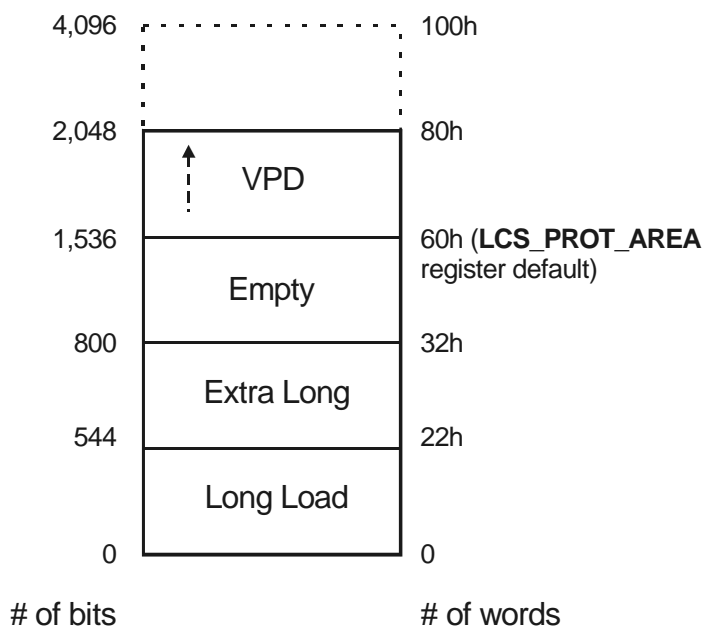 4,096 100h
2,048 80h
VPD
1,536 60h (LCS_PROT_AREA
register default)
Empty
800 32h
Extra Long
544 22h
Long Load
0 0
# of bits # of words